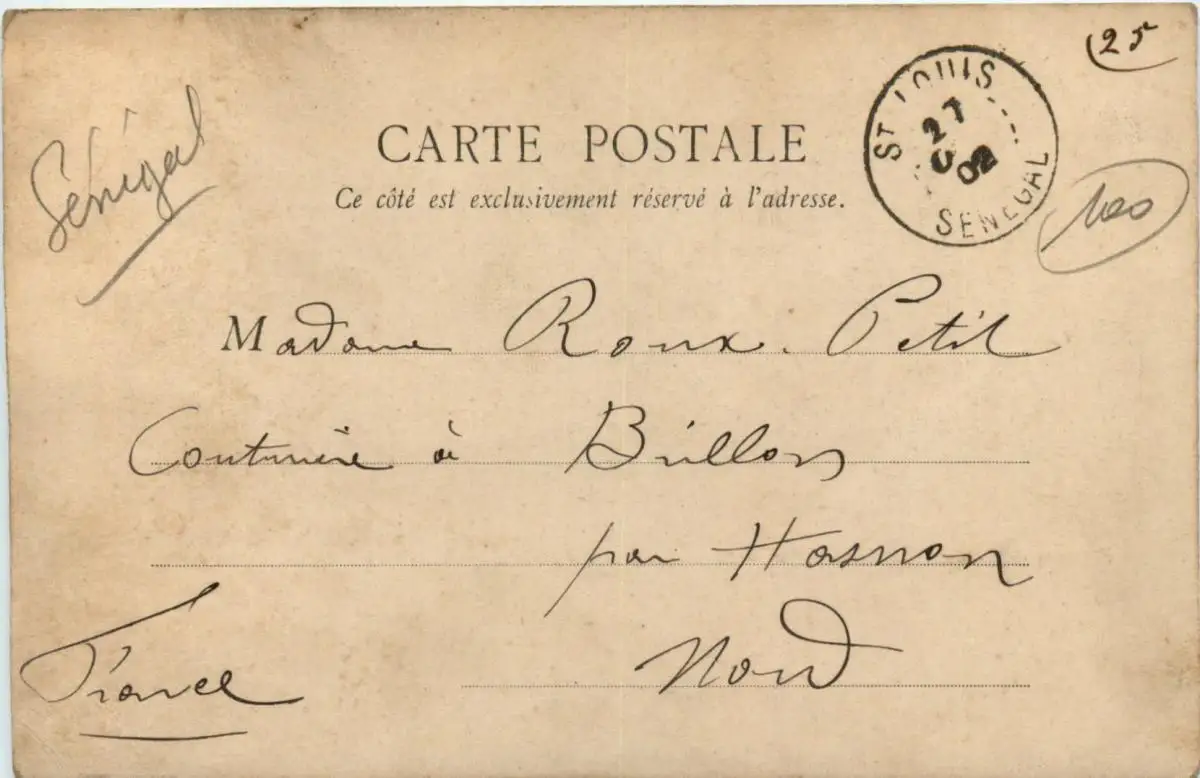 25
Sénégal
CARTE POSTALE
Ce côté est exclusivement réservé à l'adresse.
ST LOUIS
27
02
SENEGAL
Madame Roux-Petit
Couturière à Brillon
par Hasnon
Nord
France